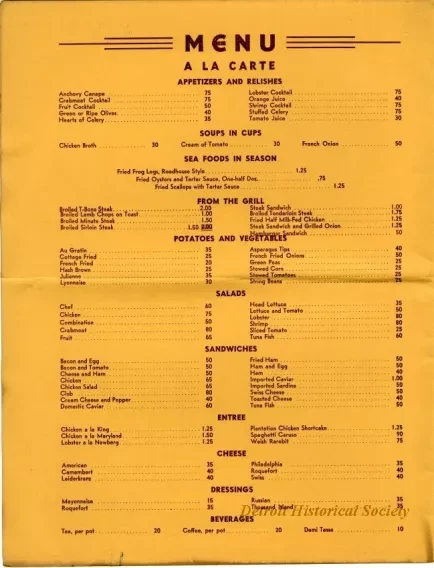 MENU
A LA CARTE
APPETIZERS AND RELISHES
Anchovy Canape 75 Lobster Cocktail 75
Crabmeat Cocktail 75 Orange Juice 40
Fruit Cocktail 50 Shrimp Cocktail 75
Green or Ripe Olives 40 Stuffed Celery 75
Hearts of Celery 35 Tomato Juice 30
SOUPS IN CUPS
Chicken Broth 30 Cream of Tomato 30 French Onion 50
SEA FOODS IN SEASON
Fried Frog Legs, Roadhouse Style 1.25
Fried Oysters and Tarter Sauce, One-half Doz. .75
Fried Scallops with Tarter Sauce 1.25
FROM THE GRILL
Broiled T-Bone Steak 2.00 Steak Sandwich 1.00
Broiled Lamb Chops on Toast 1.00 Broiled Tenderloin Steak 1.75
Broiled Minute Steak 1.50 Fried Half Milk-Fed Chicken 1.25
Broiled Sirloin Steak 1.50 2.00 Steak Sandwich and Grilled Onion 1.25
Hamburger Sandwich 50
POTATOES AND VEGETABLES
Au Gratin 35 Asparagus Tips 40
Cottage Fried 25 French Fried Onions 50
French Fried 25 Green Peas 25
Hash Brown 25 Stewed Corn 25
Julienne 35 Stewed Tomatoes 25
Lyonnaise 30 String Beans 25
SALADS
Chef 60 Head Lettuce 35
Chicken 75 Lettuce and Tomato 50
Combination 50 Lobster 80
Crabmeat 80 Shrimp 80
Fruit 65 Sliced Tomato 25
Tuna Fish 60
SANDWICHES
Bacon and Egg 50 Fried Ham 50
Bacon and Tomato 50 Ham and Egg 50
Cheese and Ham 50 Ham 40
Chicken 65 Imported Caviar 1.00
Chicken Salad 65 Imported Sardine 50
Club 80 Swiss Cheese 50
Cream Cheese and Pepper 40 Toasted Cheese 40
Domestic Caviar 60 Tuna Fish 50
ENTREE
Chicken a la King 1.25 Plantation Chicken Shortcake 1.25
Chicken a la Maryland 1.50 Spaghetti Caruso 90
Lobster a la Newberg 1.25 Welsh Rarebit 75
CHEESE
American 35 Philadelphia 35
Camembert 40 Roquefort 40
Leiderkranz 40 Swiss 40
DRESSINGS
Mayonnaise 15 Russian 35
Roquefort 35 Thousand Island 35
Detroit Historical Society
BEVERAGES
Tea, per pot 20 Coffee, per pot 20 Demi Tasse 10